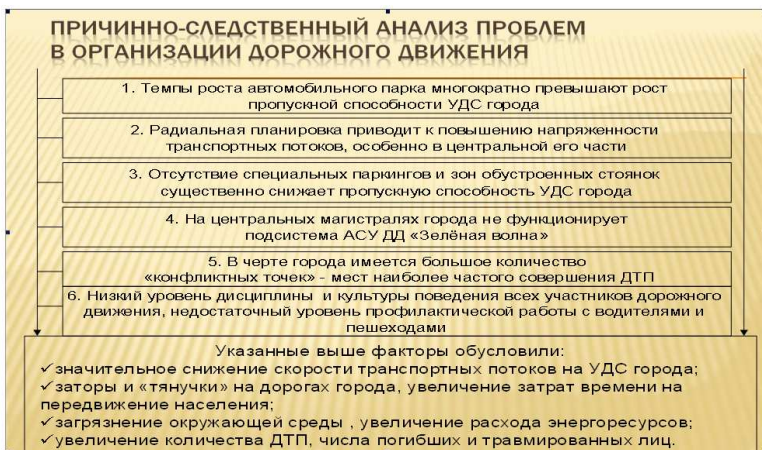 ПРИЧИННО-СЛЕДСТВЕННЫЙ АНАЛИЗ ПРОБЛЕМ
В ОРГАНИЗАЦИИ ДОРОЖНОГО ДВИЖЕНИЯ
1. Темпы роста автомобильного парка многократно превышают рост
пропускной способности УДС города
2. Радиальная планировка приводит к повышению напряженности
транспортных потоков, особенно в центральной его части
3. Отсутствие специальных паркингов и зон обустроенных стоянок
существенно снижает пропускную способность УДС города
4. На центральных магистралях города не функционирует
подсистема АСУ ДД «Зелёная волна»
5. В черте города имеется большое количество
«конфликтных точек» - мест наиболее частого совершения ДТП
6. Низкий уровень дисциплины и культуры поведения всех участников дорожного
движения, недостаточный уровень профилактической работы с водителями и
пешеходами
Указанные выше факторы обусловили:
✓значительное снижение скорости транспортных потоков на УДС города;
✓заторы и «тянучки» на дорогах города, увеличение затрат времени на
передвижение населения;
✓загрязнение окружающей среды , увеличение расхода энергоресурсов;
✓увеличение количества ДТП, числа погибших и травмированных лиц.